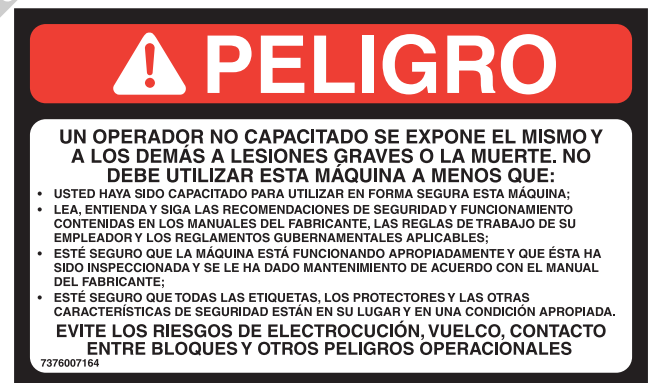 PELIGRO
UN OPERADOR NO CAPACITADO SE EXPONE EL MISMO Y
A LOS DEMÁS A LESIONES GRAVES O LA MUERTE. NO
DEBE UTILIZAR ESTA MÁQUINA A MENOS QUE:
• USTED HAYA SIDO CAPACITADO PARA UTILIZAR EN FORMA SEGURA ESTA MÁQUINA;
• LEA, ENTIENDA Y SIGA LAS RECOMENDACIONES DE SEGURIDAD Y FUNCIONAMIENTO
CONTENIDAS EN LOS MANUALES DEL FABRICANTE, LAS REGLAS DE TRABAJO DE SU
EMPLEADOR Y LOS REGLAMENTOS GUBERNAMENTALES APLICABLES;
• ESTÉ SEGURO QUE LA MÁQUINA ESTÁ FUNCIONANDO APROPIADAMENTE Y QUE ÉSTA HA
SIDO INSPECCIONADA Y SE LE HA DADO MANTENIMIENTO DE ACUERDO CON EL MANUAL
DEL FABRICANTE;
• ESTÉ SEGURO QUE TODAS LAS ETIQUETAS, LOS PROTECTORES Y LAS OTRAS
CARACTERÍSTICAS DE SEGURIDAD ESTÁN EN SU LUGAR Y EN UNA CONDICIÓN APROPIADA.
EVITE LOS RIESGOS DE ELECTROCUCIÓN, VUELCO, CONTACTO
ENTRE BLOQUES Y OTROS PELIGROS OPERACIONALES
7376007164